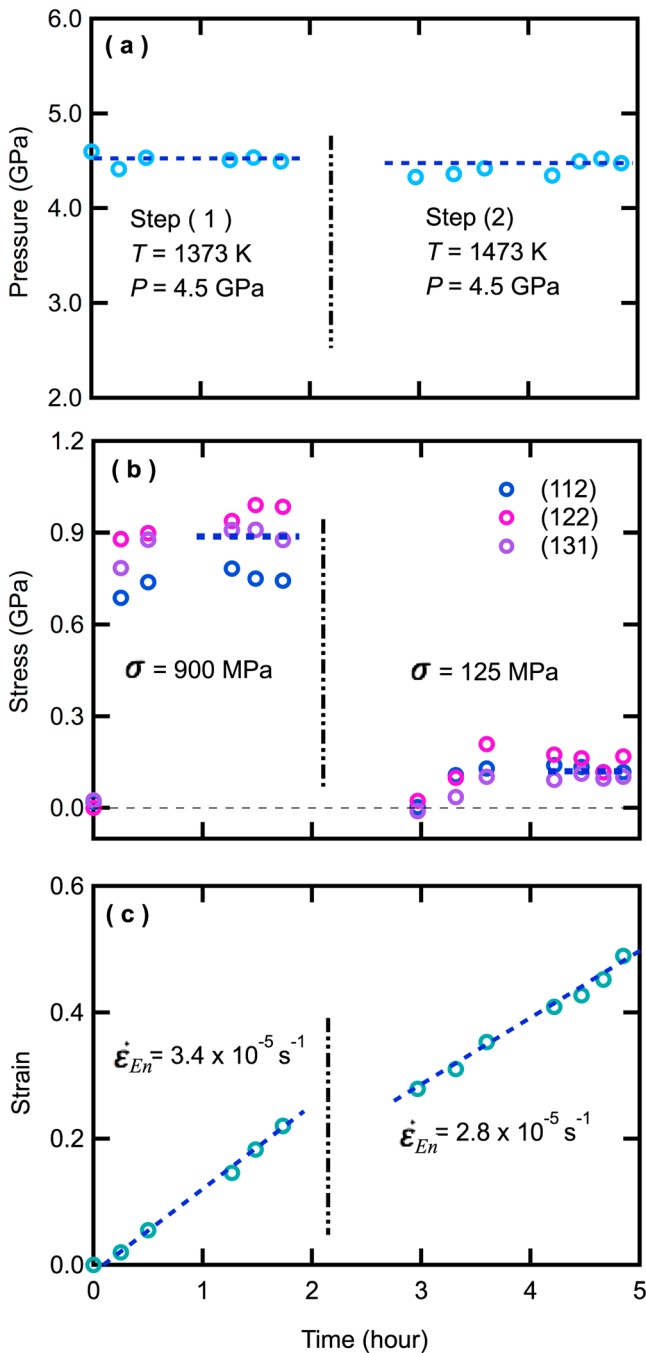 ( a )
6.0
5.0
4.0
3.0
2.0
Pressure (GPa)
Step ( 1 )
T = 1373 K
P = 4.5 GPa
Step (2)
T = 1473 K
P = 4.5 GPa
( b )
1.2
0.9
0.6
0.3
0.0
Stress (GPa)
(112)
(122)
(131)
σ = 900 MPa
σ = 125 MPa
( c )
0.6
0.4
0.2
0.0
Strain
ε̇En = 3.4 x 10⁻⁵ s⁻¹
ε̇En = 2.8 x 10⁻⁵ s⁻¹
0 1 2 3 4 5
Time (hour)